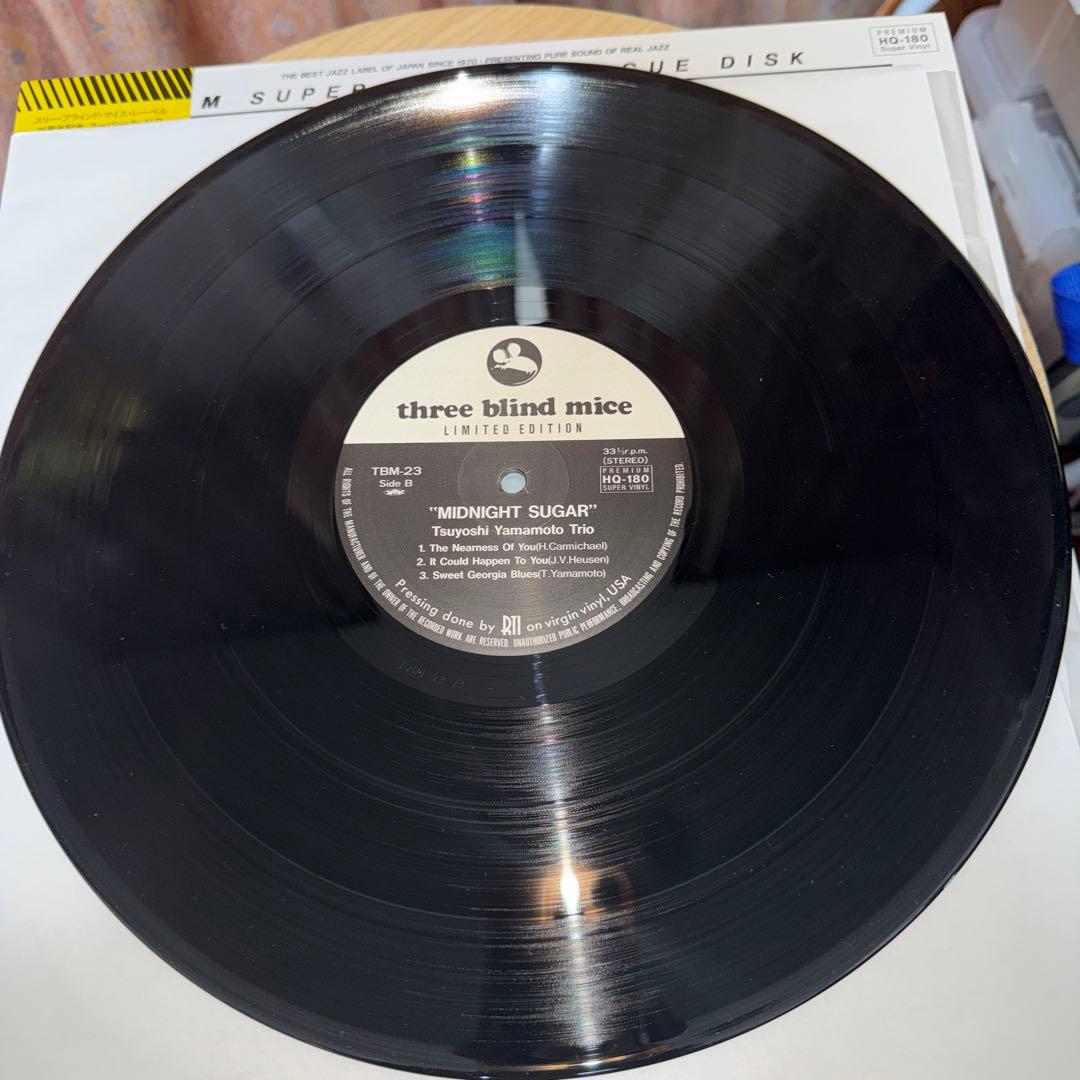 THE BEST JAZZ LABEL OF JAPAN SINCE 1970 · PRESENTING PURE SOUND OF REAL JAZZ
PREMIUM
HQ-180
Super Vinyl
M SUPER
GUE DISK
スリー・ブラインド・マイス・レーベル
three blind mice
LIMITED EDITION
TBM-23
Side B
33⅓r.p.m.
(STEREO)
PREMIUM
HQ-180
SUPER VINYL
"MIDNIGHT SUGAR"
Tsuyoshi Yamamoto Trio
1. The Nearness Of You(H.Carmichael)
2. It Could Happen To You(J.V.Heusen)
3. Sweet Georgia Blues(T.Yamamoto)
Pressing done by RTI on virgin vinyl, USA
ALL RIGHTS OF THE MANUFACTURER AND OF THE OWNER OF THE RECORDED WORK ARE RESERVED. UNAUTHORIZED PUBLIC PERFORMANCE, BROADCASTING AND COPYING OF THE RECORD PROHIBITED.